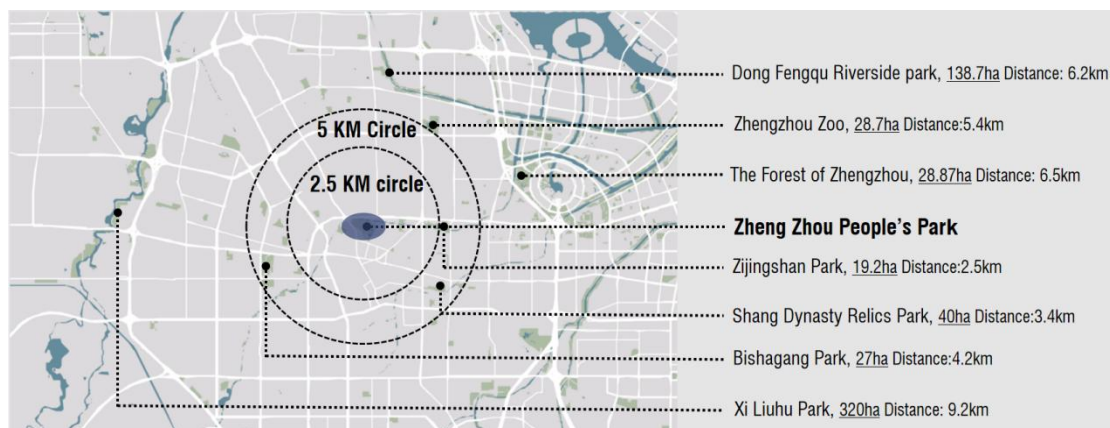 5 KM Circle
2.5 KM circle
Dong Fengqu Riverside park, 138.7ha Distance: 6.2km
Zhengzhou Zoo, 28.7ha Distance:5.4km
The Forest of Zhengzhou, 28.87ha Distance: 6.5km
Zheng Zhou People's Park
Zijingshan Park, 19.2ha Distance:2.5km
Shang Dynasty Relics Park, 40ha Distance:3.4km
Bishagang Park, 27ha Distance:4.2km
Xi Liuhu Park, 320ha Distance: 9.2km